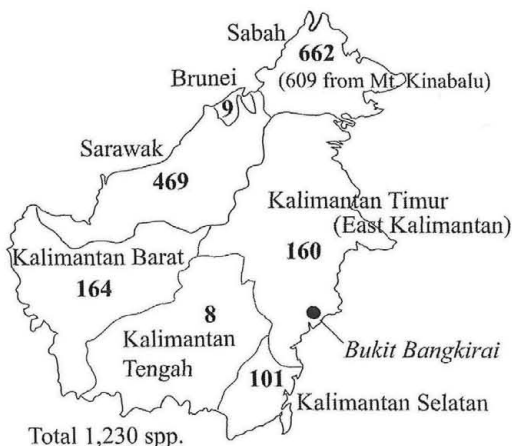 Sabah
662
(609 from Mt. Kinabalu)
Brunei
9
Sarawak
469
Kalimantan Timur
(East Kalimantan)
160
Kalimantan Barat
164
8
Kalimantan
Tengah
Bukit Bangkirai
101
Kalimantan Selatan
Total 1,230 spp.